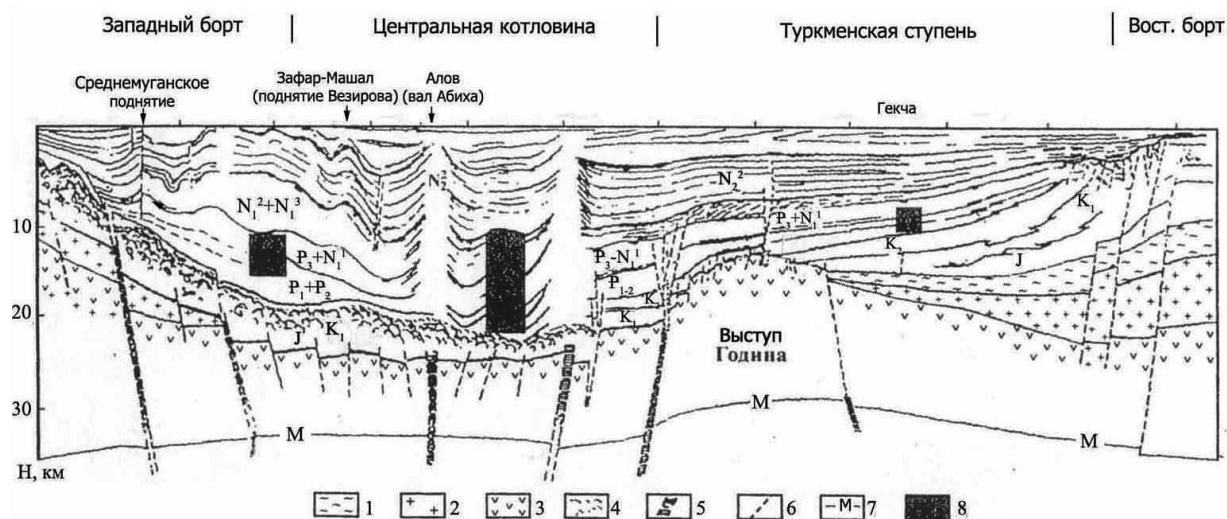 Западный борт
Центральная котловина
Туркменская ступень
Вост. борт
Среднемуганское
поднятие
Зафар-Машал
(поднятие Везирова)
Алов
(вал Абиха)
Гекча
10
20
30
Н, км
N₁²+N₁³
P₃+N₁¹
P₁+P₂
J
K₁
N₂²
P₃-N₁¹
P₁₋₂
K
K₁
N₂²
P₃+N₁¹
K₂
J
K₁
Выступ
Година
M
M
M
1
2
3
4
5
6
M 7
8